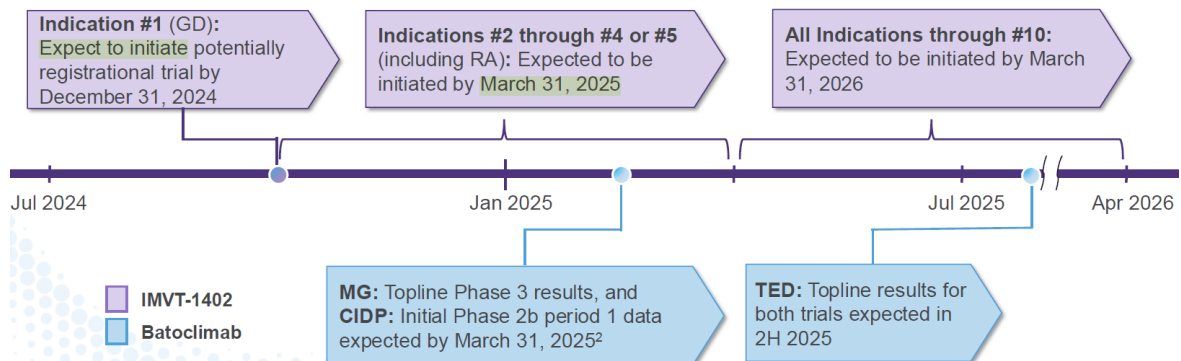 Indication #1 (GD):
Expect to initiate potentially
registrational trial by
December 31, 2024
Indications #2 through #4 or #5
(including RA): Expected to be
initiated by March 31, 2025
All Indications through #10:
Expected to be initiated by March
31, 2026
Jul 2024
Jan 2025
Jul 2025
Apr 2026
IMVT-1402
Batoclimab
MG: Topline Phase 3 results, and
CIDP: Initial Phase 2b period 1 data
expected by March 31, 2025²
TED: Topline results for
both trials expected in
2H 2025